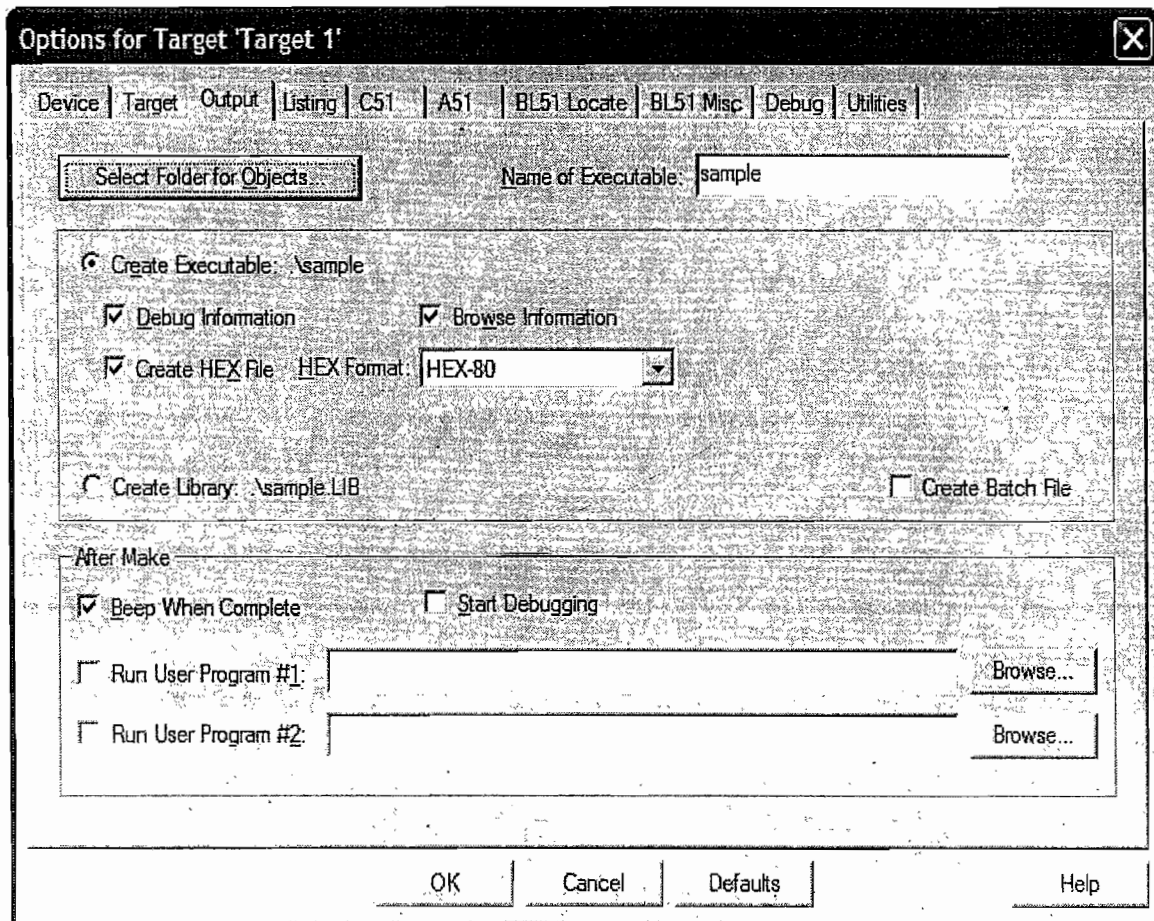 Options for Target 'Target 1'
Device Target Output Listing C51 A51 BL51 Locate BL51 Misc Debug Utilities
Select Folder for Objects... Name of Executable: sample
Create Executable: .\sample
Debug Information Browse Information
Create HEX File HEX Format: HEX-80
Create Library: .\sample.LIB Create Batch File
After Make
Beep When Complete Start Debugging
Run User Program #1: Browse...
Run User Program #2: Browse...
OK Cancel Defaults Help